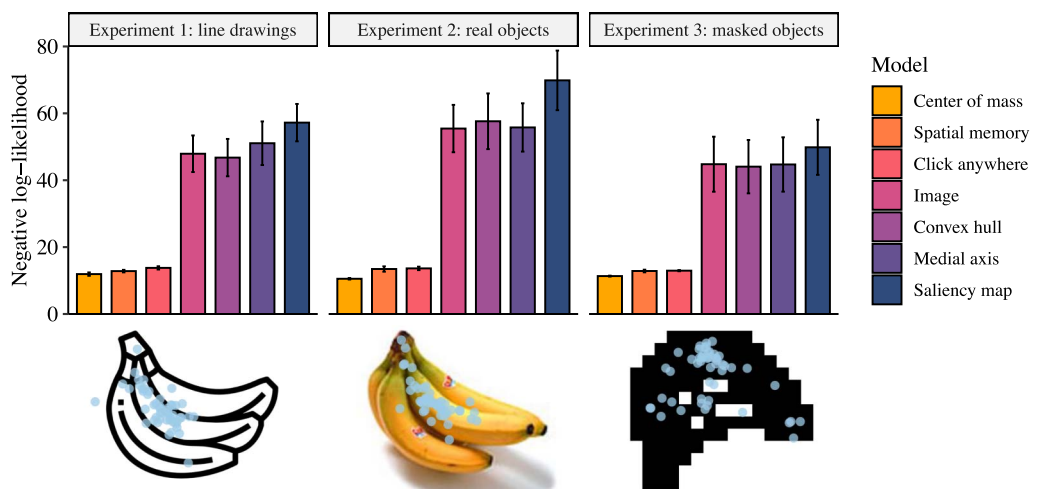 Experiment 1: line drawings
Experiment 2: real objects
Experiment 3: masked objects
Negative log−likelihood
80
60
40
20
0
Model
Center of mass
Spatial memory
Click anywhere
Image
Convex hull
Medial axis
Saliency map